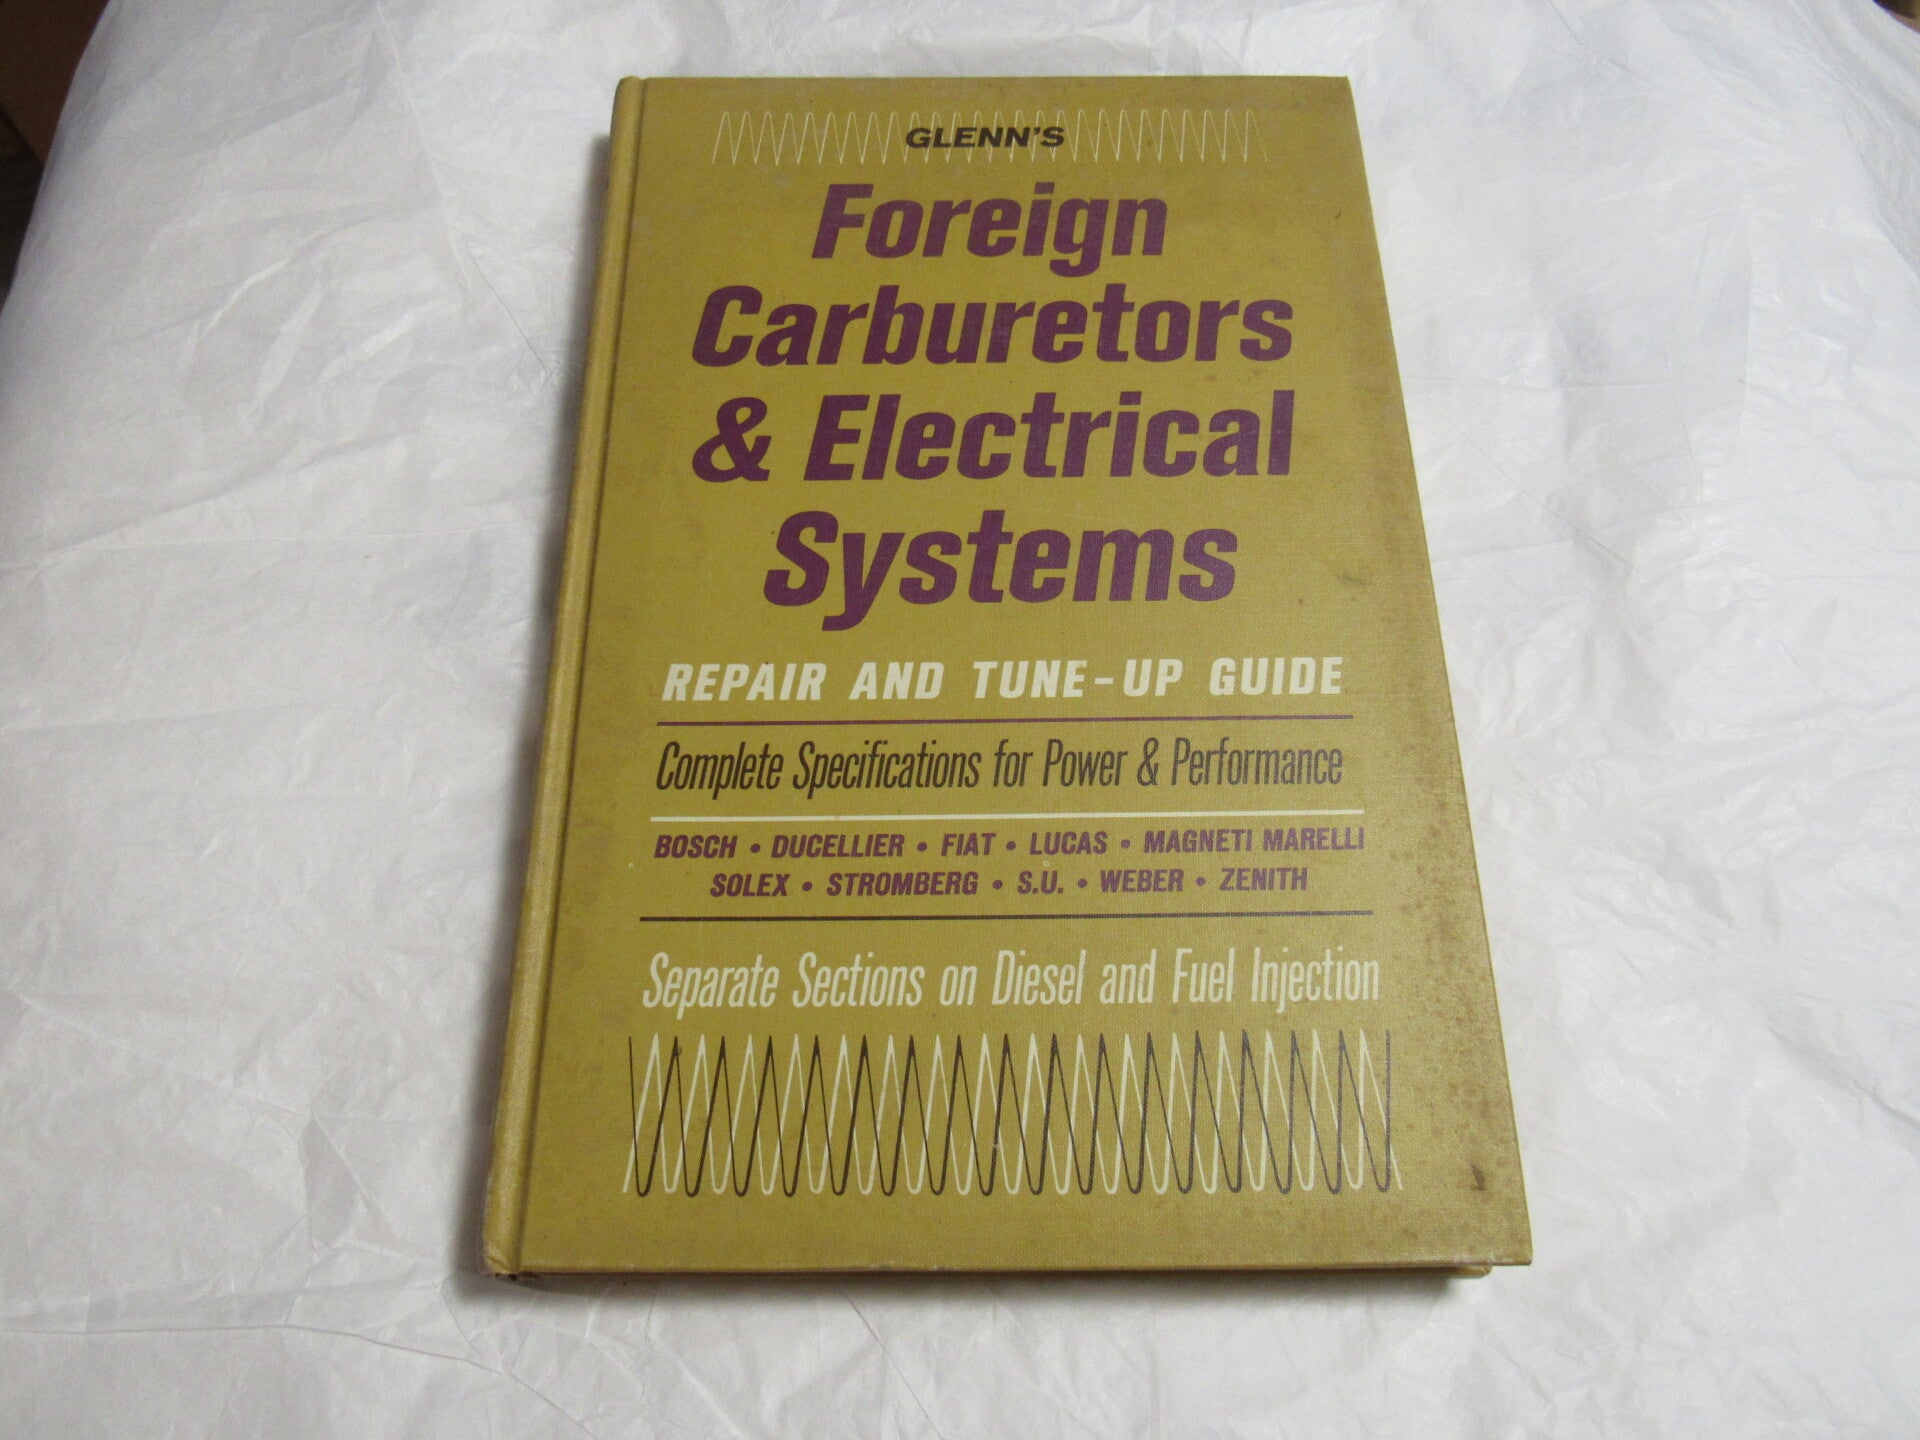 GLENN'S
Foreign
Carburetors
& Electrical
Systems
REPAIR AND TUNE-UP GUIDE
Complete Specifications for Power & Performance
BOSCH • DUCELLIER • FIAT • LUCAS • MAGNETI MARELLI
SOLEX • STROMBERG • S.U. • WEBER • ZENITH
Separate Sections on Diesel and Fuel Injection